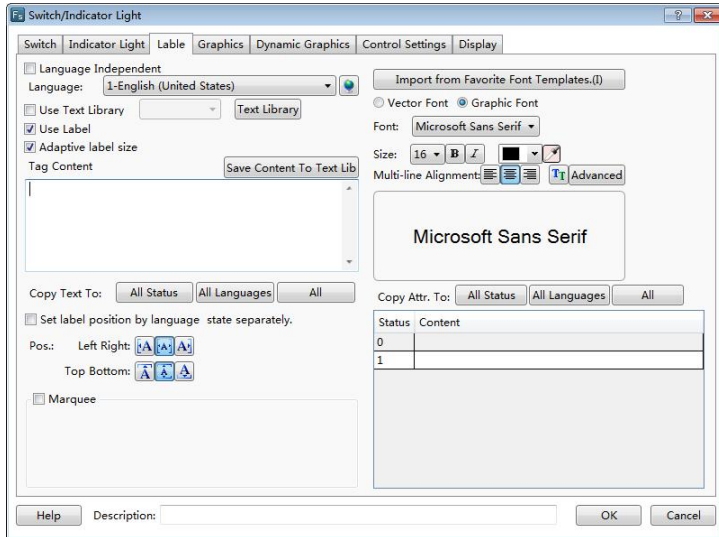 Fs Switch/Indicator Light
Switch Indicator Light Lable Graphics Dynamic Graphics Control Settings Display
Language Independent
Language: 1-English (United States)
Use Text Library Text Library
Use Label
Adaptive label size
Tag Content Save Content To Text Lib
Copy Text To: All Status All Languages All
Set label position by language state separately.
Pos.: Left Right: A A A
Top Bottom: A A A
Marquee
Import from Favorite Font Templates.(I)
Vector Font Graphic Font
Font: Microsoft Sans Serif
Size: 16 B I
Multi-line Alignment: TT Advanced
Microsoft Sans Serif
Copy Attr. To: All Status All Languages All
Status Content
0
1
Help Description: OK Cancel